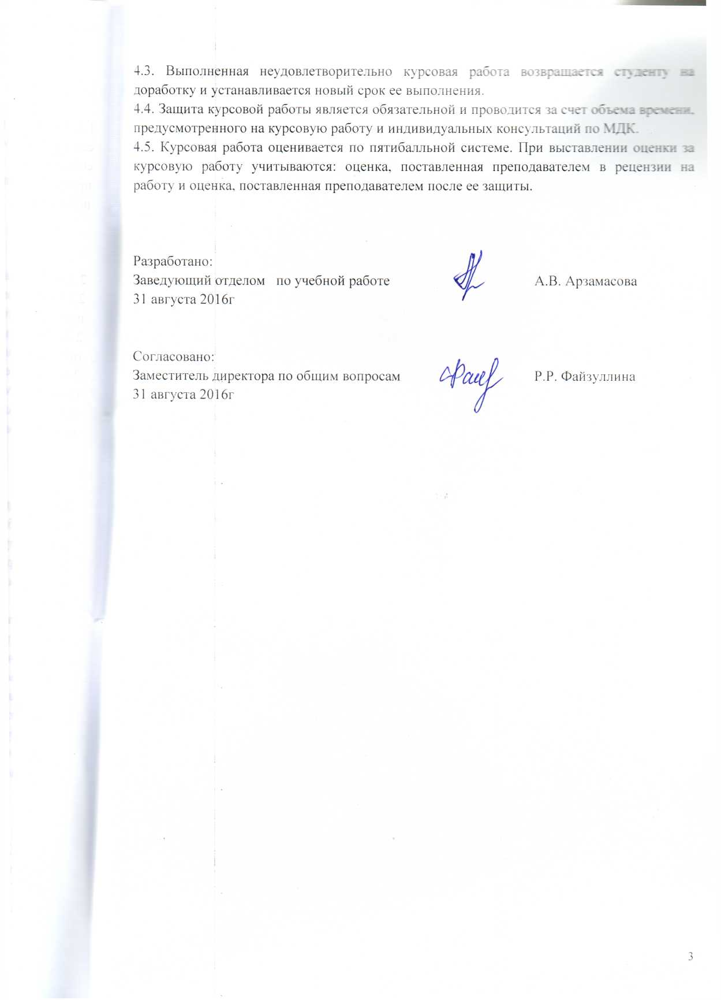 4.3. Выполненная неудовлетворительно курсовая работа возвращается студенту на
доработку и устанавливается новый срок ее выполнения.
4.4. Защита курсовой работы является обязательной и проводится за счет объема времени,
предусмотренного на курсовую работу и индивидуальных консультаций по МДК.
4.5. Курсовая работа оценивается по пятибалльной системе. При выставлении оценки за
курсовую работу учитываются: оценка, поставленная преподавателем в рецензии на
работу и оценка, поставленная преподавателем после ее защиты.
Разработано:
Заведующий отделом по учебной работе А.В. Арзамасова
31 августа 2016г
Согласовано:
Заместитель директора по общим вопросам Р.Р. Файзуллина
31 августа 2016г
3